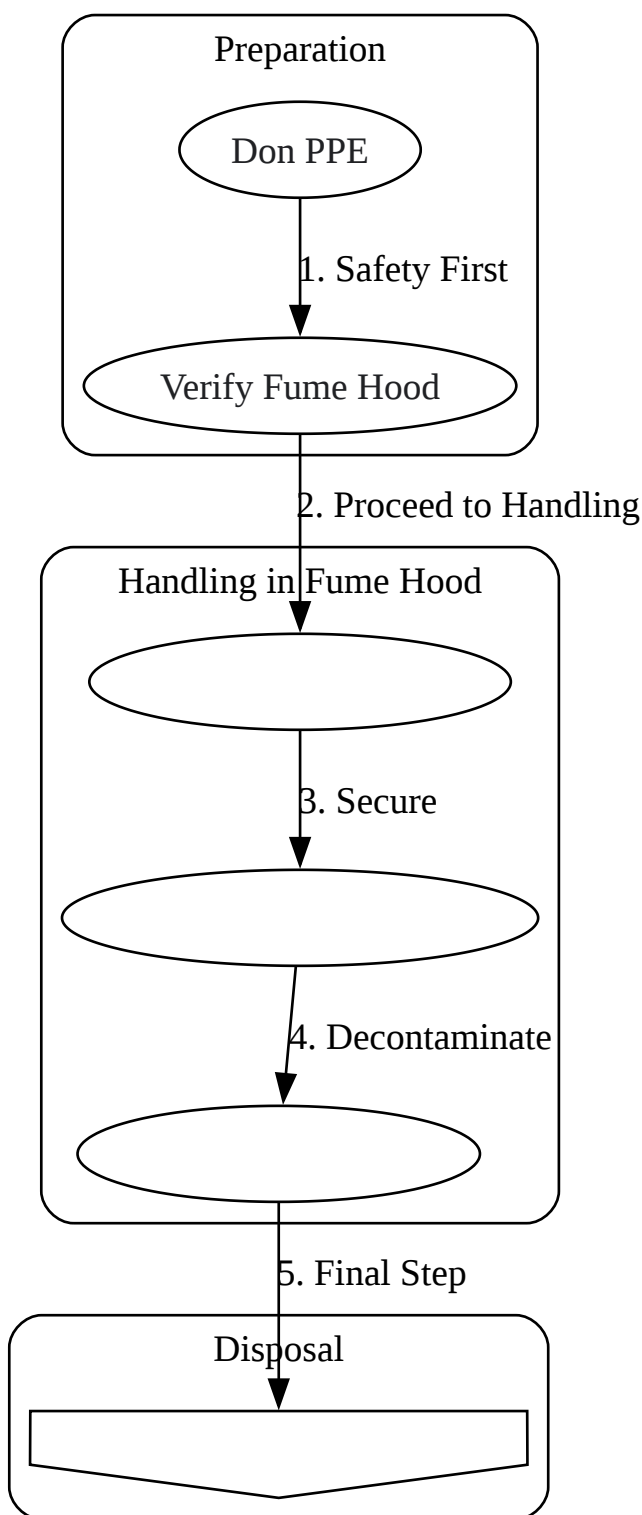 Preparation
Don PPE
1. Safety First
Verify Fume Hood
2. Proceed to Handling
Handling in Fume Hood
3. Secure
4. Decontaminate
5. Final Step
Disposal